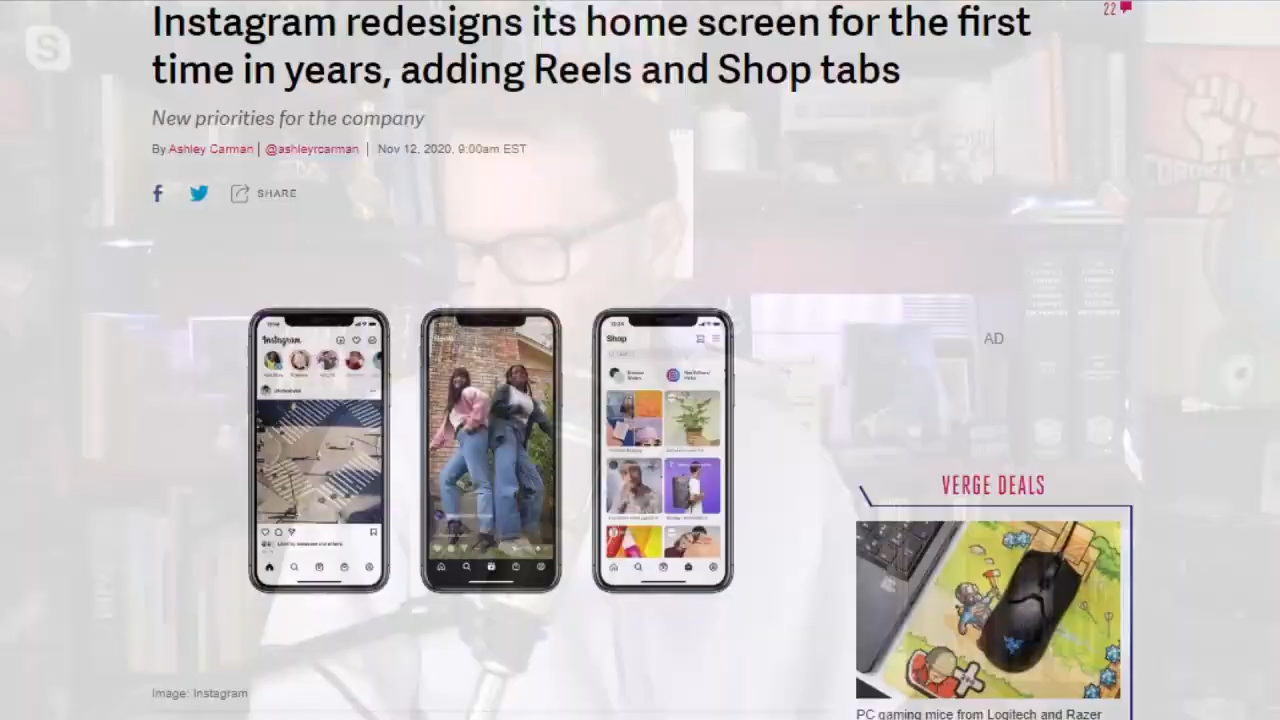 Instagram redesigns its home screen for the first
time in years, adding Reels and Shop tabs
22
New priorities for the company
By Ashley Carman | @ashleyrcarman | Nov 12, 2020, 9:00am EST
SHARE
Instagram
Shop
AD
VERGE DEALS
Image: Instagram
PC gaming mice from Logitech and Razer